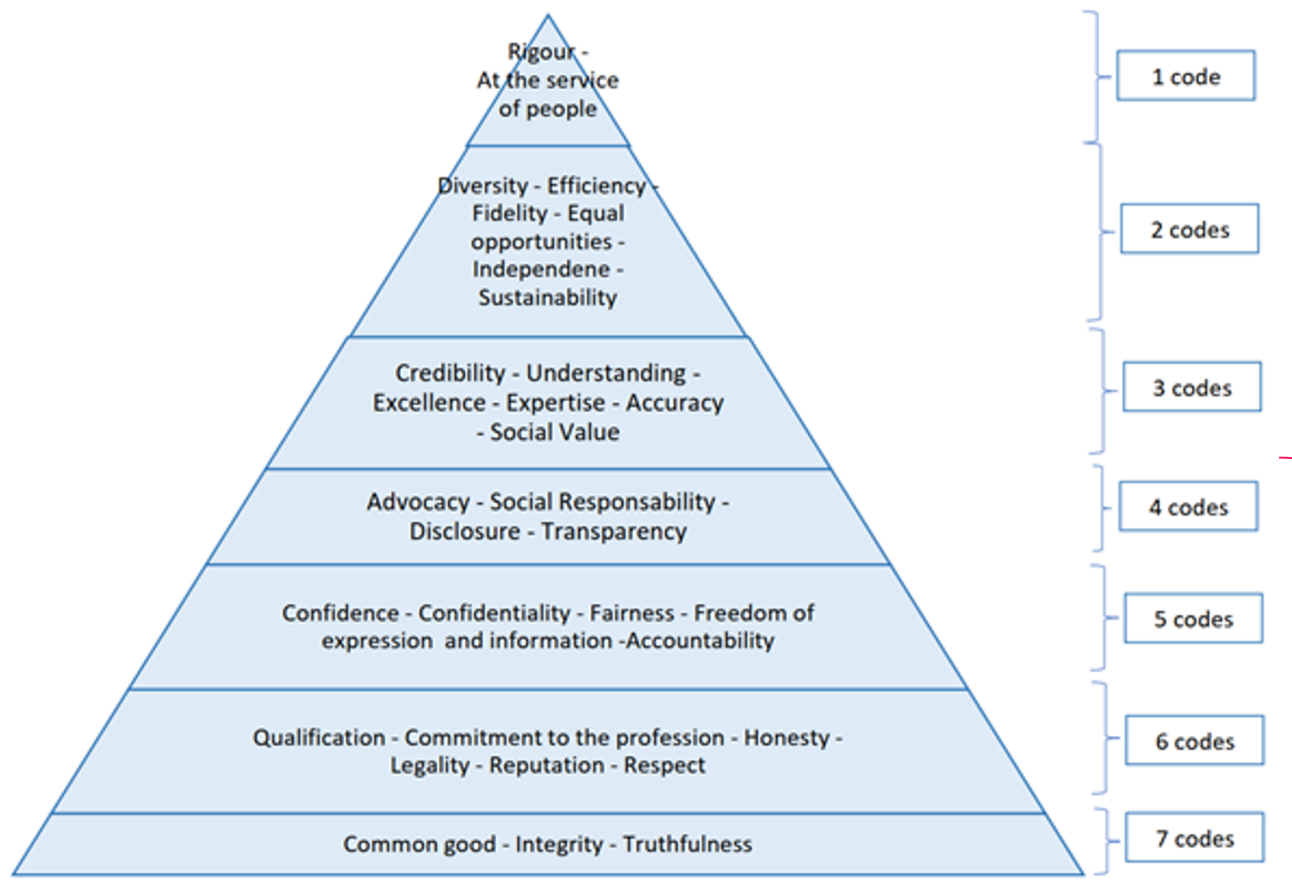 Rigour -
At the service
of people
1 code
Diversity - Efficiency -
Fidelity - Equal
opportunities -
Independene -
Sustainability
2 codes
Credibility - Understanding -
Excellence - Expertise - Accuracy
- Social Value
3 codes
Advocacy - Social Responsability -
Disclosure - Transparency
4 codes
Confidence - Confidentiality - Fairness - Freedom of
expression  and information -Accountability
5 codes
Qualification - Commitment to the profession - Honesty -
Legality - Reputation - Respect
6 codes
Common good - Integrity - Truthfulness
7 codes